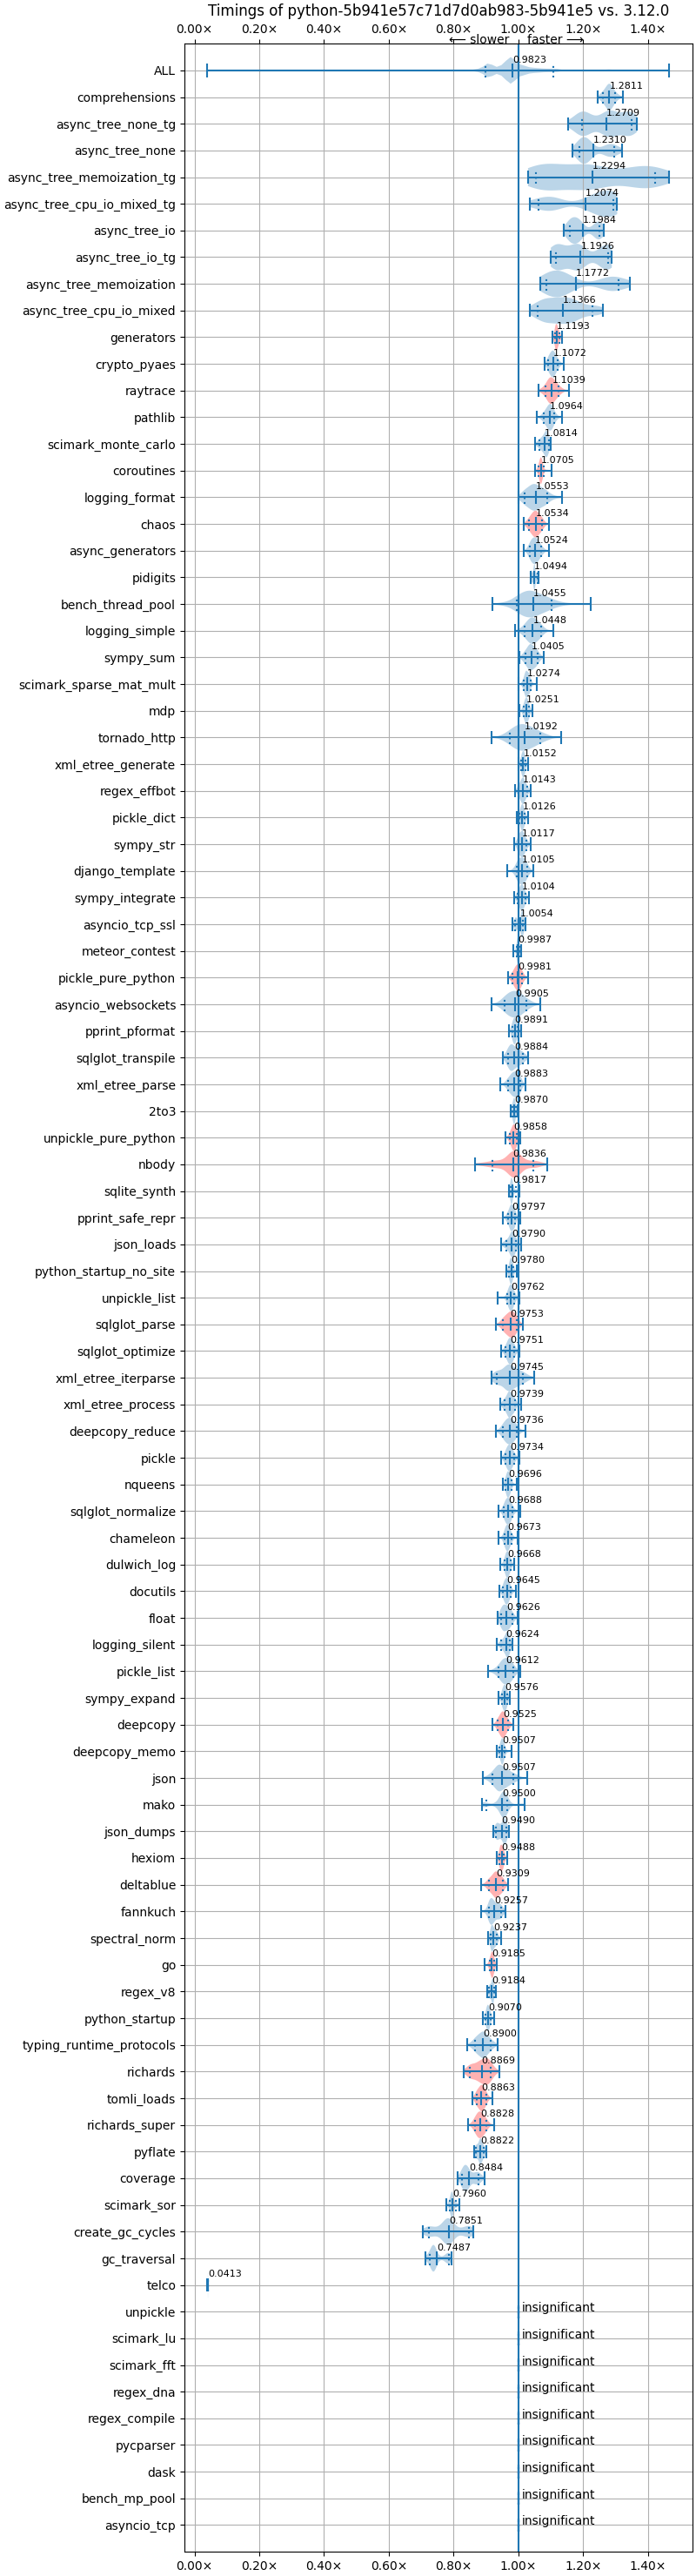 Timings of python-5b941e57c71d7d0ab983-5b941e5 vs. 3.12.0
0.00× 0.20× 0.40× 0.60× 0.80× 1.00× 1.20× 1.40×
⟵ slower faster ⟶
ALL 0.9823
comprehensions 1.2811
async_tree_none_tg 1.2709
async_tree_none 1.2310
async_tree_memoization_tg 1.2294
async_tree_cpu_io_mixed_tg 1.2074
async_tree_io 1.1984
async_tree_io_tg 1.1926
async_tree_memoization 1.1772
async_tree_cpu_io_mixed 1.1366
generators 1.1193
crypto_pyaes 1.1072
raytrace 1.1039
pathlib 1.0964
scimark_monte_carlo 1.0814
coroutines 1.0705
logging_format 1.0553
chaos 1.0534
async_generators 1.0524
pidigits 1.0494
bench_thread_pool 1.0455
logging_simple 1.0448
sympy_sum 1.0405
scimark_sparse_mat_mult 1.0274
mdp 1.0251
tornado_http 1.0192
xml_etree_generate 1.0152
regex_effbot 1.0143
pickle_dict 1.0126
sympy_str 1.0117
django_template 1.0105
sympy_integrate 1.0104
asyncio_tcp_ssl 1.0054
meteor_contest 0.9987
pickle_pure_python 0.9981
asyncio_websockets 0.9905
pprint_pformat 0.9891
sqlglot_transpile 0.9884
xml_etree_parse 0.9883
2to3 0.9870
unpickle_pure_python 0.9858
nbody 0.9836
sqlite_synth 0.9817
pprint_safe_repr 0.9797
json_loads 0.9790
python_startup_no_site 0.9780
unpickle_list 0.9762
sqlglot_parse 0.9753
sqlglot_optimize 0.9751
xml_etree_iterparse 0.9745
xml_etree_process 0.9739
deepcopy_reduce 0.9736
pickle 0.9734
nqueens 0.9696
sqlglot_normalize 0.9688
chameleon 0.9673
dulwich_log 0.9668
docutils 0.9645
float 0.9626
logging_silent 0.9624
pickle_list 0.9612
sympy_expand 0.9576
deepcopy 0.9525
deepcopy_memo 0.9507
json 0.9507
mako 0.9500
json_dumps 0.9490
hexiom 0.9488
deltablue 0.9309
fannkuch 0.9257
spectral_norm 0.9237
go 0.9185
regex_v8 0.9184
python_startup 0.9070
typing_runtime_protocols 0.8900
richards 0.8869
tomli_loads 0.8863
richards_super 0.8828
pyflate 0.8822
coverage 0.8484
scimark_sor 0.7960
create_gc_cycles 0.7851
gc_traversal 0.7487
telco 0.0413
unpickle insignificant
scimark_lu insignificant
scimark_fft insignificant
regex_dna insignificant
regex_compile insignificant
pycparser insignificant
dask insignificant
bench_mp_pool insignificant
asyncio_tcp insignificant
0.00× 0.20× 0.40× 0.60× 0.80× 1.00× 1.20× 1.40×